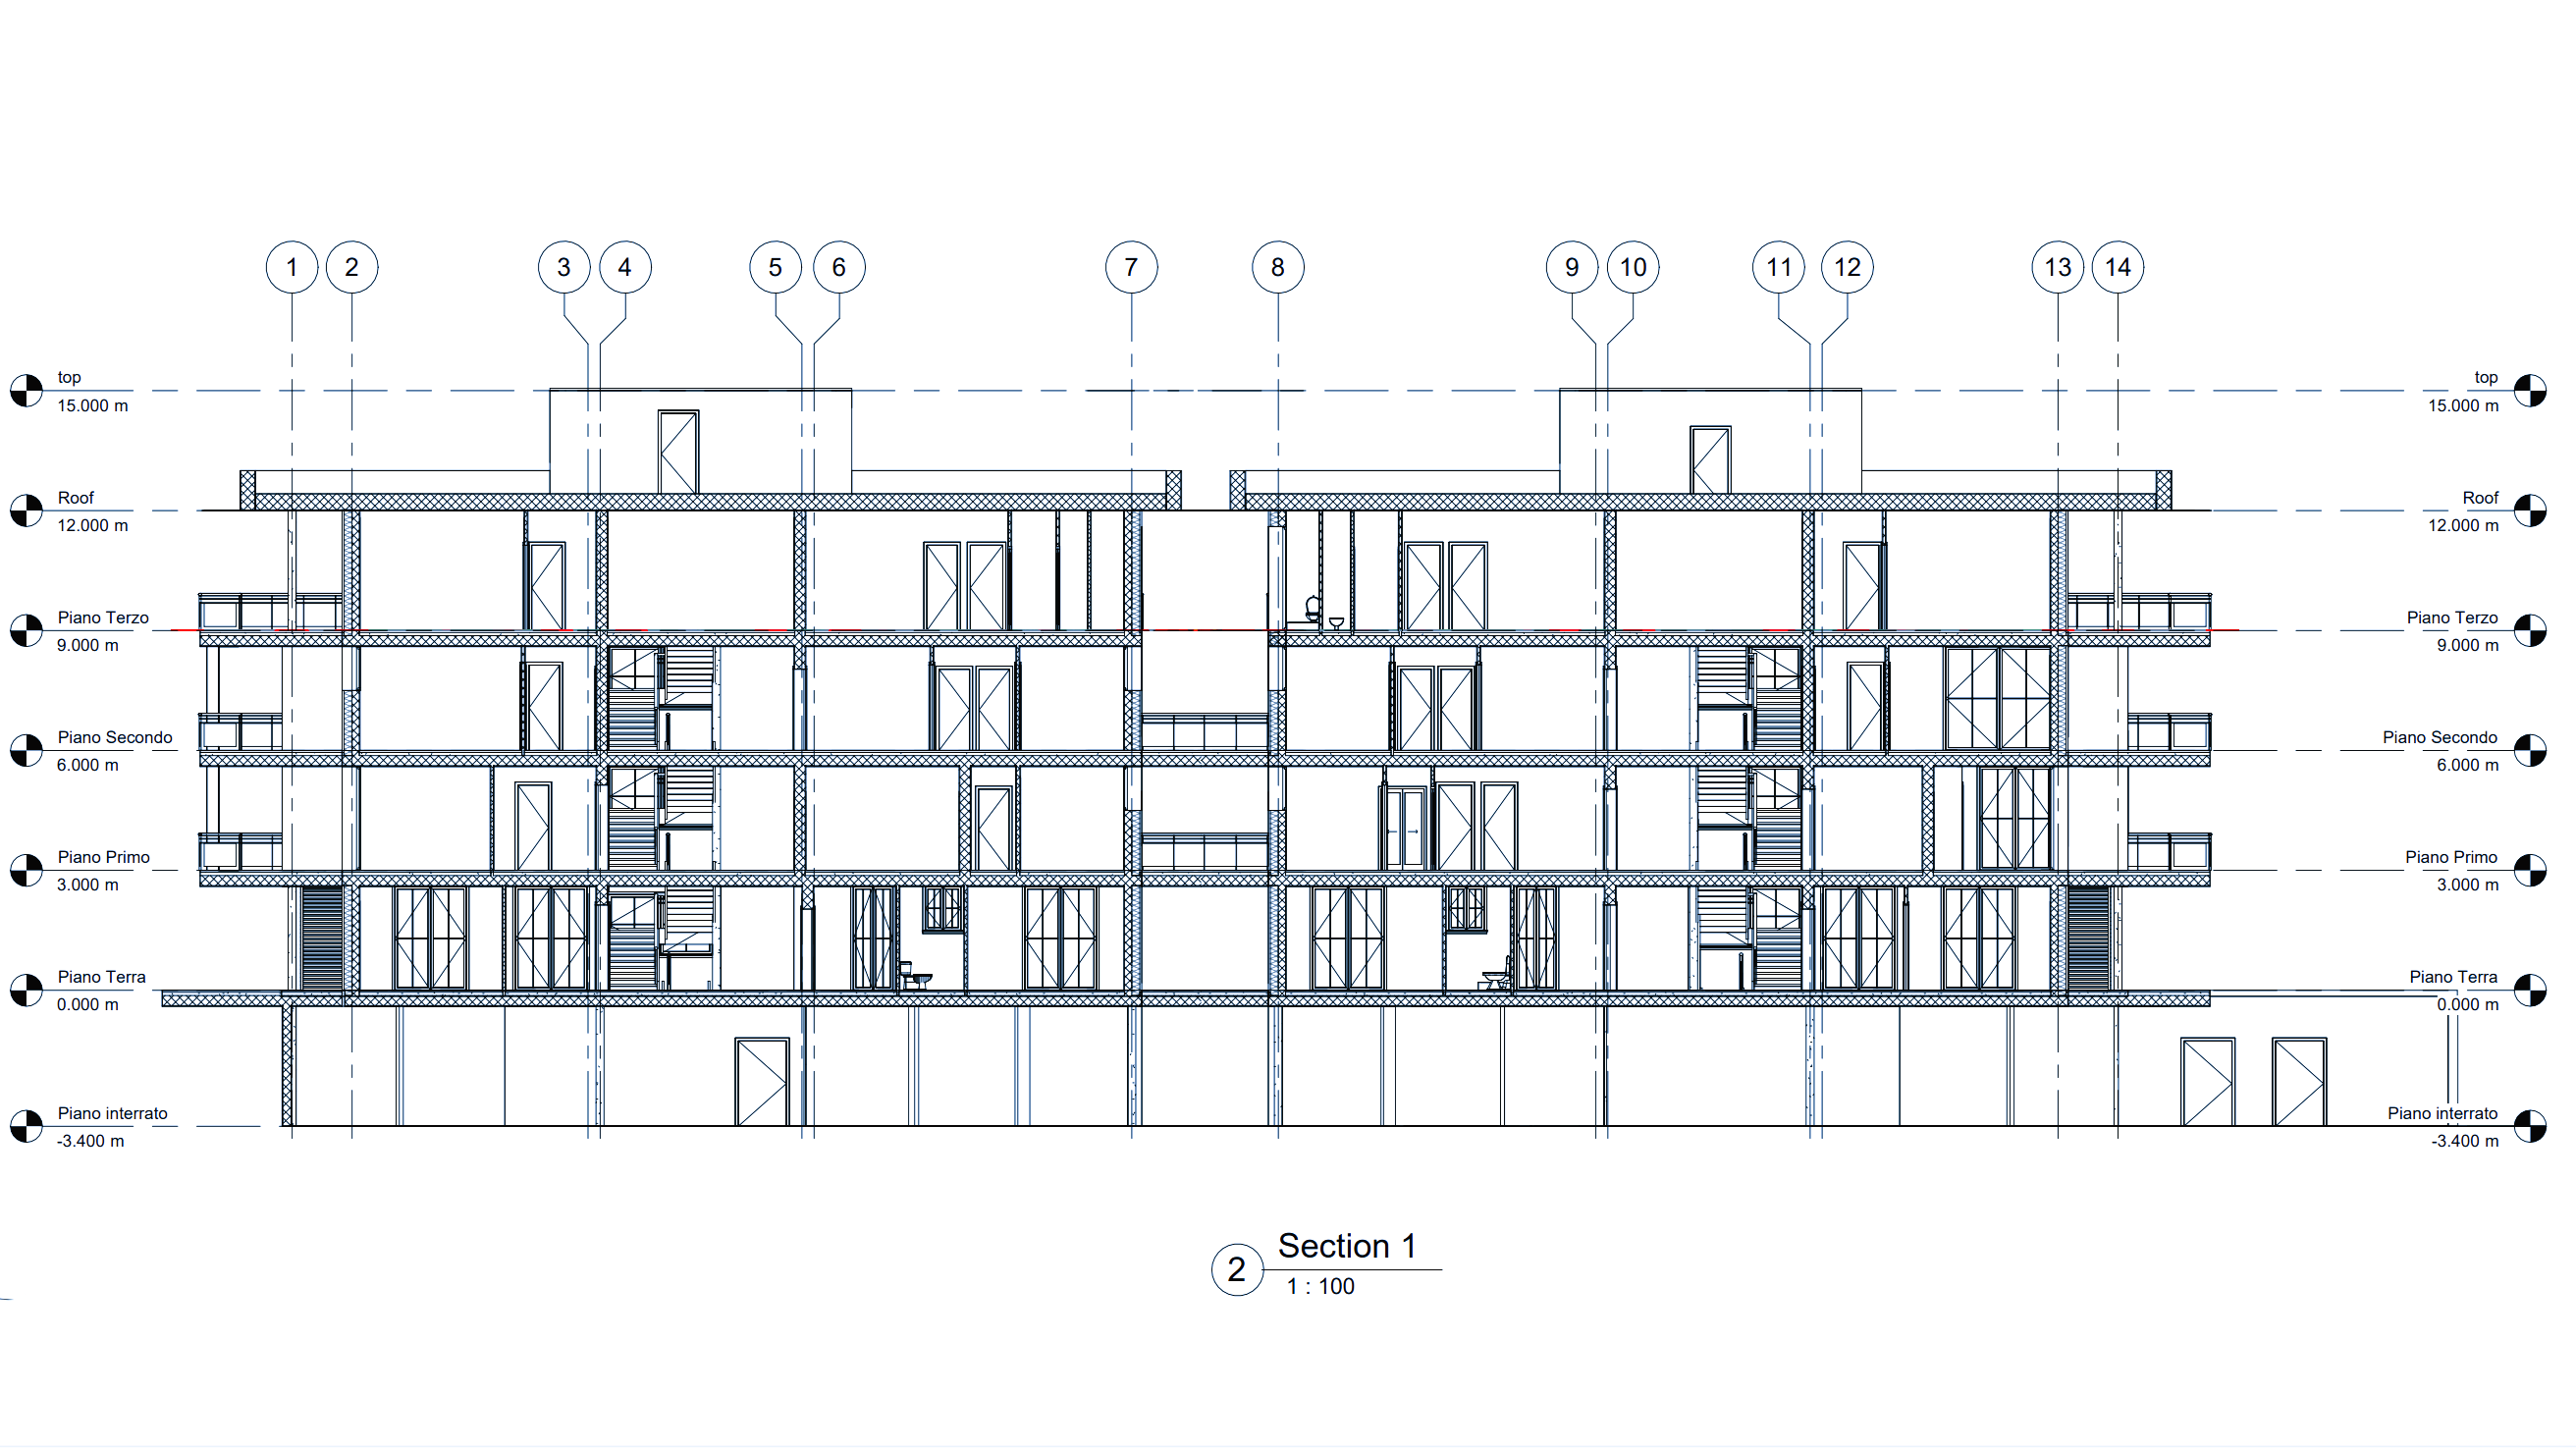 1 2 3 4 5 6 7 8 9 10 11 12 13 14
top top
15.000 m 15.000 m
Roof Roof
12.000 m 12.000 m
Piano Terzo Piano Terzo
9.000 m 9.000 m
Piano Secondo Piano Secondo
6.000 m 6.000 m
Piano Primo Piano Primo
3.000 m 3.000 m
Piano Terra Piano Terra
0.000 m 0.000 m
Piano interrato Piano interrato
-3.400 m -3.400 m
2 Section 1
1 : 100